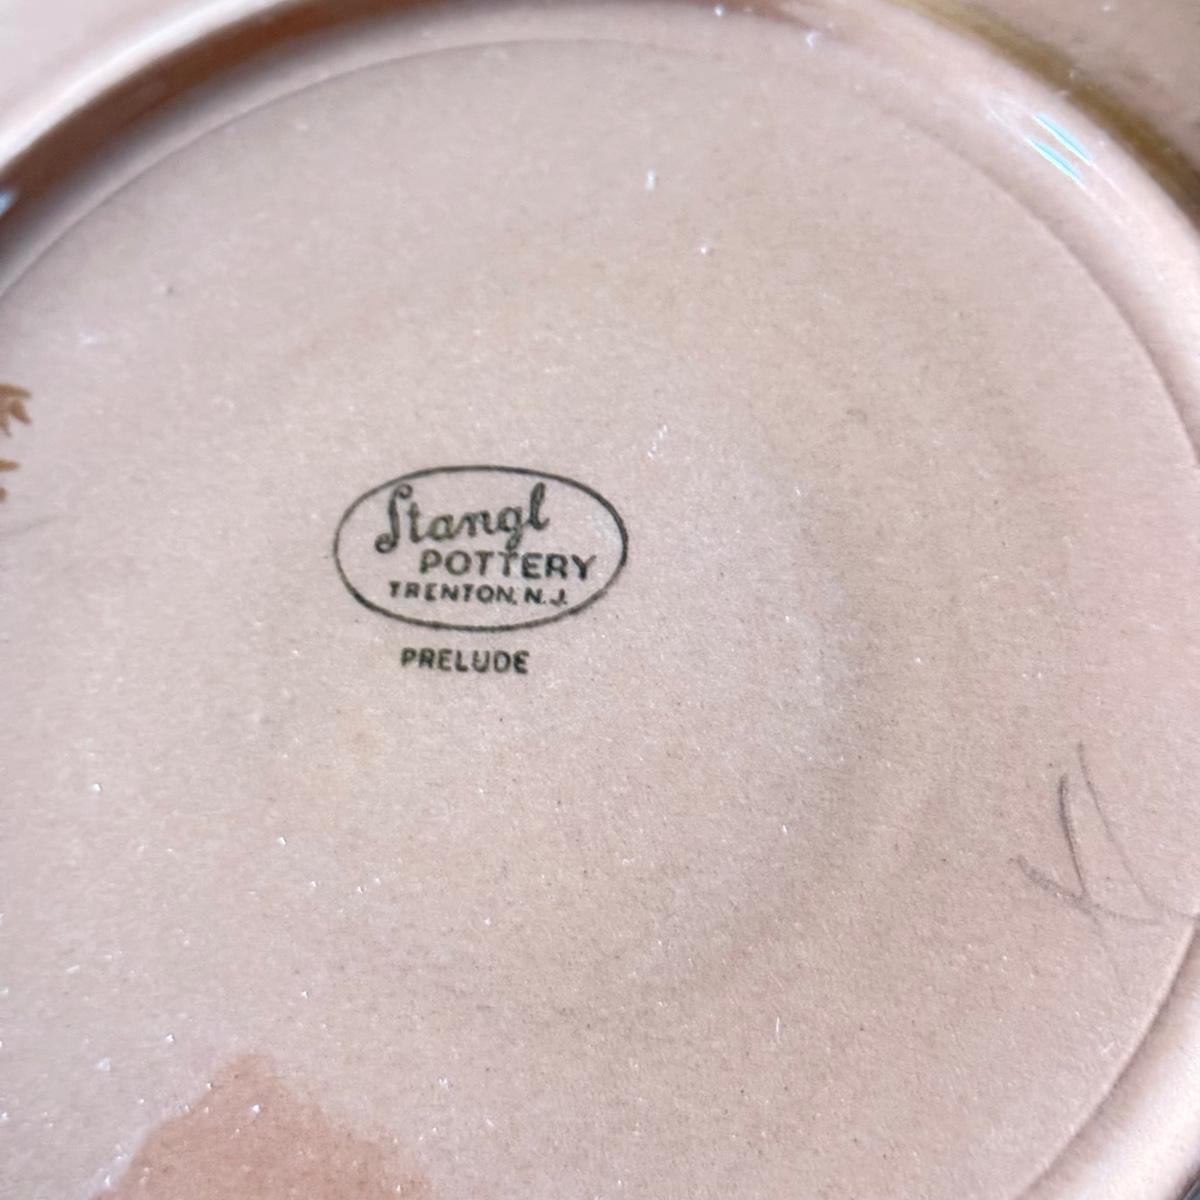 Stangl
POTTERY
TRENTON, N.J.
PRELUDE